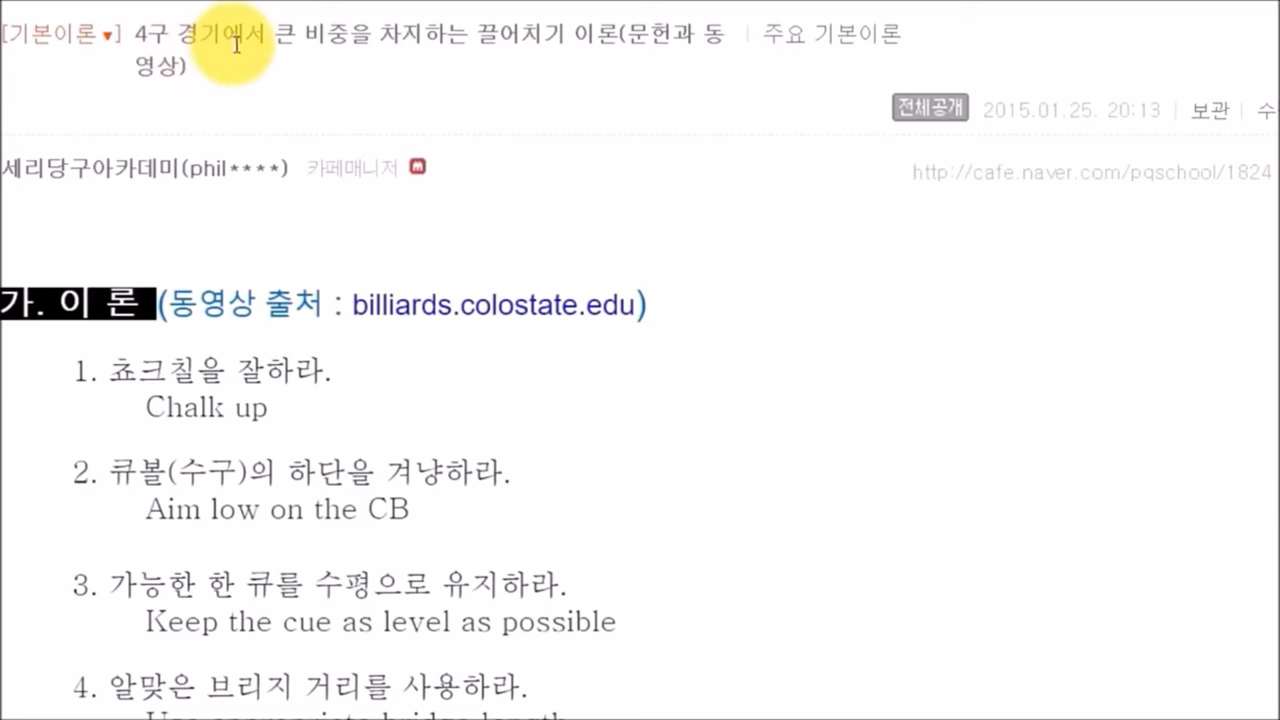 [기본이론▼] 4구 경기에서 큰 비중을 차지하는 끌어치기 이론(문헌과 동 | 주요 기본이론
영상)
전체공개 2015.01.25. 20:13 | 보관 | 수
세리당구아카데미(phil****) 카페매니저 http://cafe.naver.com/pqschool/1824
가. 이 론 (동영상 출처 : billiards.colostate.edu)
1. 쵸크칠을 잘하라.
Chalk up
2. 큐볼(수구)의 하단을 겨냥하라.
Aim low on the CB
3. 가능한 한 큐를 수평으로 유지하라.
Keep the cue as level as possible
4. 알맞은 브리지 거리를 사용하라.
Use appropriate bridge length